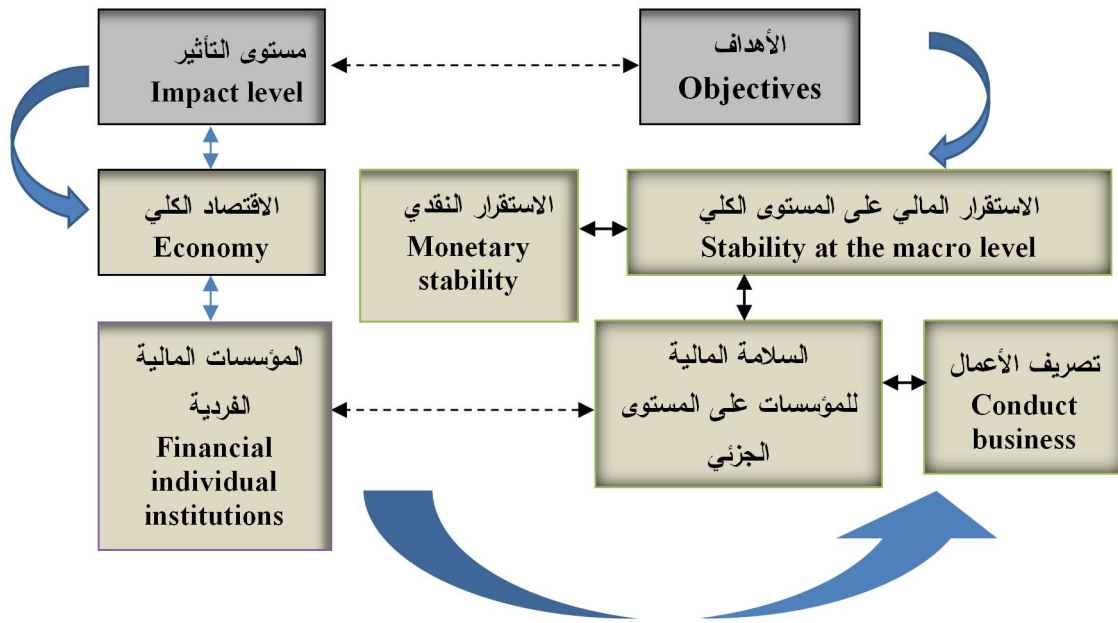 مستوى التأثير
Impact level
الأهداف
Objectives
الاقتصاد الكلي
Economy
الاستقرار النقدي
Monetary
stability
الاستقرار المالي على المستوى الكلي
Stability at the macro level
المؤسسات المالية
الفردية
Financial
individual
institutions
السلامة المالية
للمؤسسات على المستوى
الجزئي
تصريف الأعمال
Conduct
business